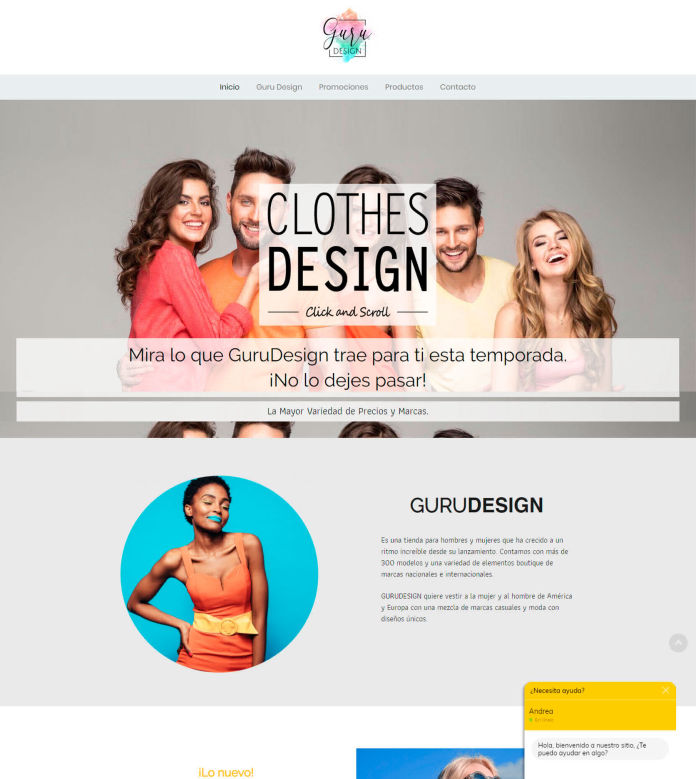 Guru
DESIGN
Inicio Guru Design Promociones Productos Contacto
CLOTHES
DESIGN
Click and Scroll
Mira lo que GuruDesign trae para ti esta temporada.
¡No lo dejes pasar!
La Mayor Variedad de Precios y Marcas.
GURUDESIGN
Es una tienda para hombres y mujeres que ha crecido a un
ritmo increíble desde su lanzamiento. Contamos con más de
300 modelos y una variedad de elementos boutique de
marcas nacionales e internacionales.
GURUDESIGN quiere vestir a la mujer y al hombre de América
y Europa con una mezcla de marcas casuales y moda con
diseños únicos.
¿Necesita ayuda?
Andrea
En línea
Hola, bienvenido a nuestro sitio, ¿Te
puedo ayudar en algo?
¡Lo nuevo!